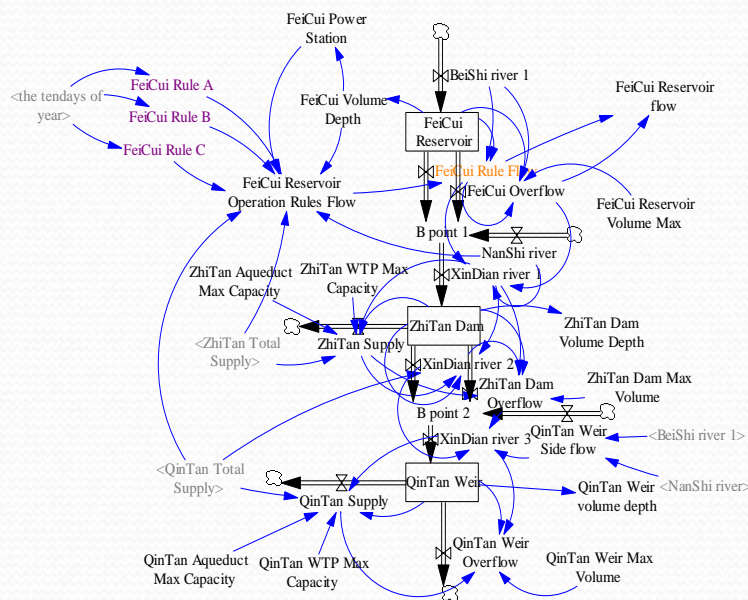 FeiCui Power
Station
BeiShi river 1
<the tendays of
year>
FeiCui Rule A
FeiCui Rule B
FeiCui Rule C
FeiCui Volume
Depth
FeiCui Reservoir
flow
FeiCui
Reservoir
FeiCui Rule Fl
FeiCui Overflow
FeiCui Reservoir
Operation Rules Flow
FeiCui Reservoir
Volume Max
B point 1
NanShi river
XinDian river 1
ZhiTan Aqueduct
Max Capacity
ZhiTan WTP Max
Capacity
ZhiTan Dam
ZhiTan Supply
ZhiTan Dam
Volume Depth
<ZhiTan Total
Supply>
XinDian river 2
ZhiTan Dam
Overflow
ZhiTan Dam Max
Volume
B point 2
XinDian river 3
QinTan Weir
Side flow
<BeiShi river 1>
<QinTan Total
Supply>
QinTan Weir
QinTan Supply
QinTan Weir
volume depth
<NanShi river>
QinTan Aqueduct
Max Capacity
QinTan WTP Max
Capacity
QinTan Weir
Overflow
QinTan Weir Max
Volume